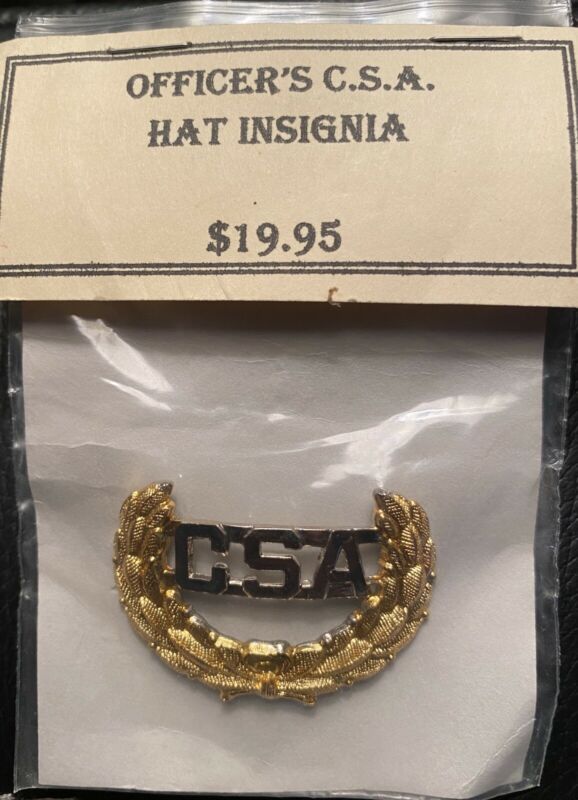 OFFICER'S C.S.A.
HAT INSIGNIA
$19.95
CSA